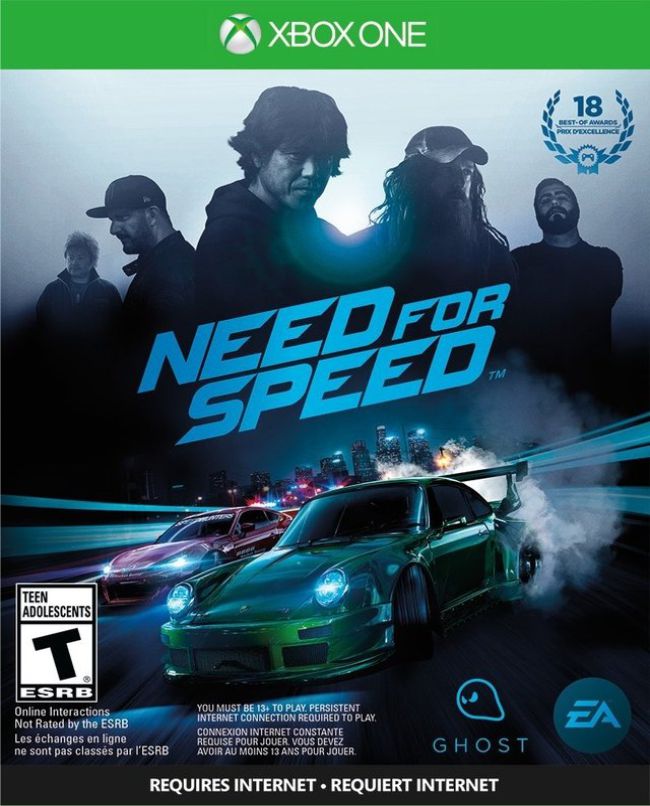 XBOX ONE
18
BEST-OF AWARDS
PRIX D'EXCELLENCE
NEED FOR
SPEED™
TEEN
ADOLESCENTS
T
®
ESRB
Online Interactions
Not Rated by the ESRB
Les échanges en ligne
ne sont pas classés par l'ESRB
YOU MUST BE 13+ TO PLAY. PERSISTENT
INTERNET CONNECTION REQUIRED TO PLAY.
CONNEXION INTERNET CONSTANTE
REQUISE POUR JOUER. VOUS DEVEZ
AVOIR AU MOINS 13 ANS POUR JOUER.
GHOST
EA
REQUIRES INTERNET • REQUIERT INTERNET